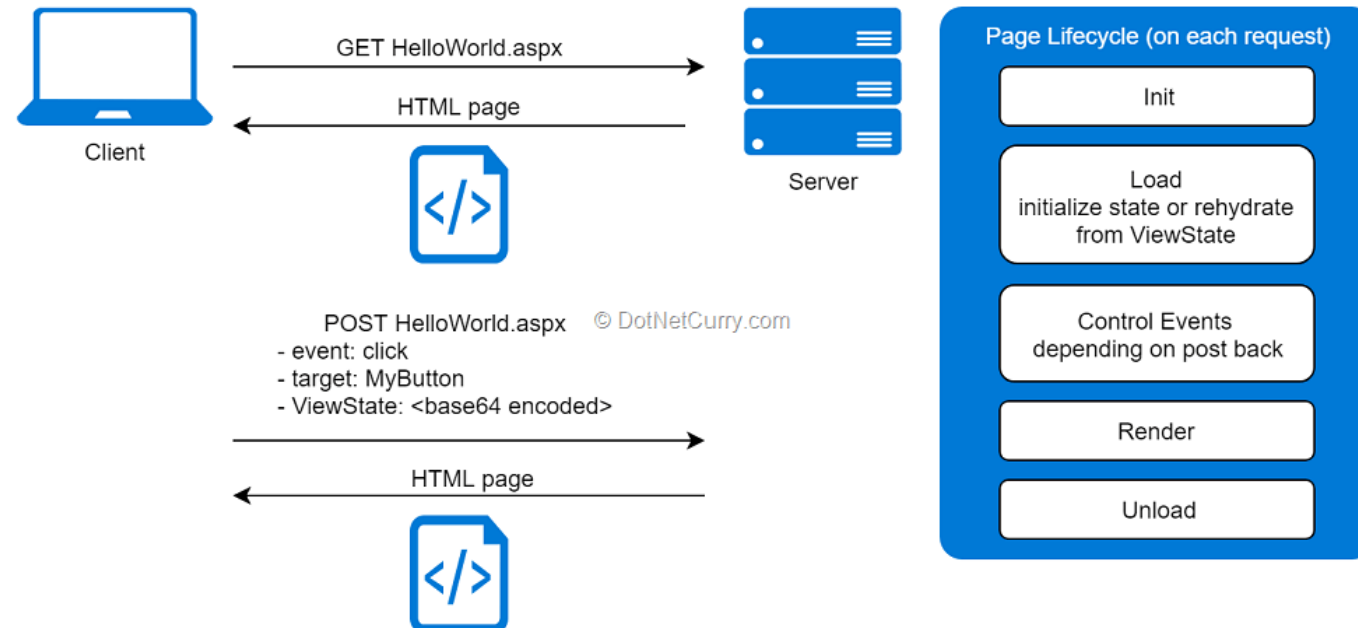 GET HelloWorld.aspx
HTML page
Client
</>
Server
POST HelloWorld.aspx
© DotNetCurry.com
- event: click
- target: MyButton
- ViewState: <base64 encoded>
HTML page
</>
Page Lifecycle (on each request)
Init
Load
initialize state or rehydrate
from ViewState
Control Events
depending on post back
Render
Unload